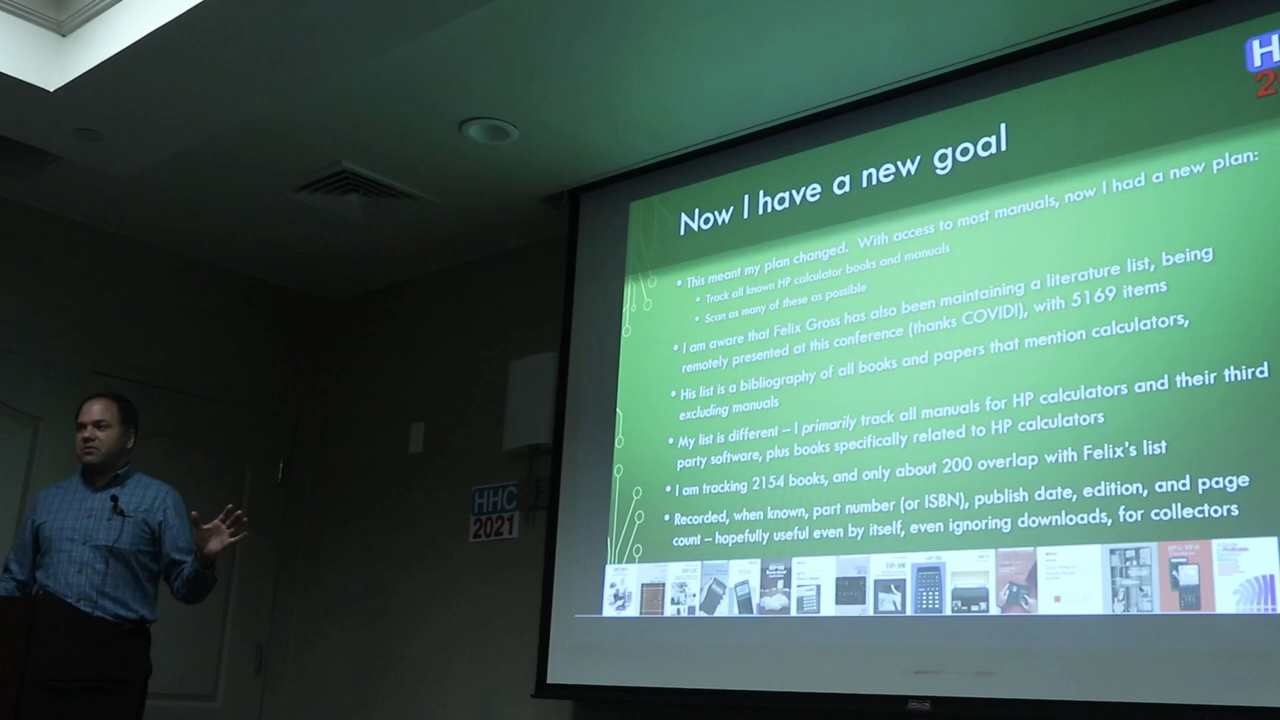 H
2
Now I have a new goal
• This meant my plan changed. With access to most manuals, now I had a new plan:
• Track all known HP calculator books and manuals
• Scan as many of these as possible
• I am aware that Felix Gross has also been maintaining a literature list, being
remotely presented at this conference (thanks COVID!), with 5169 items
• His list is a bibliography of all books and papers that mention calculators,
excluding manuals
• My list is different – I primarily track all manuals for HP calculators and their third
party software, plus books specifically related to HP calculators
• I am tracking 2154 books, and only about 200 overlap with Felix's list
• Recorded, when known, part number (or ISBN), publish date, edition, and page
count – hopefully useful even by itself, even ignoring downloads, for collectors
HHC
2021